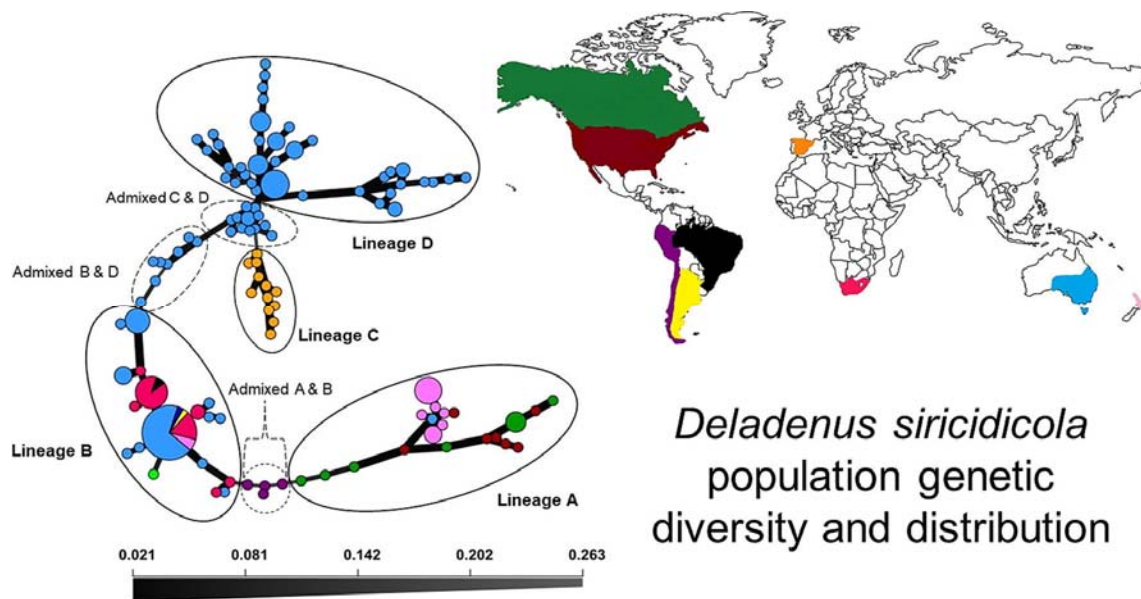 Admixed C & D
Lineage D
Admixed B & D
Lineage C
Admixed A & B
Lineage B
Lineage A
Deladenus siricidicola
population genetic
diversity and distribution
0.021 0.081 0.142 0.202 0.263